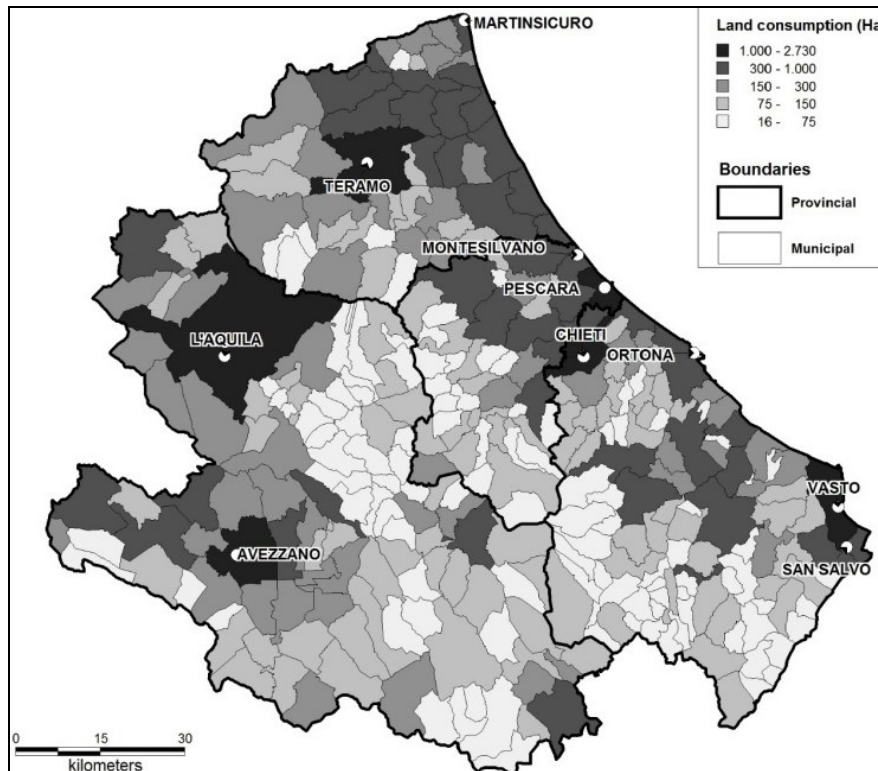 MARTINSICURO
Land consumption (Ha
1.000 - 2.730
300 - 1.000
150 - 300
75 - 150
16 - 75
Boundaries
Provincial
Municipal
TERAMO
MONTESILVANO
PESCARA
CHIETI
L'AQUILA
ORTONA
VASTO
AVEZZANO
SAN SALVO
0 15 30
kilometers